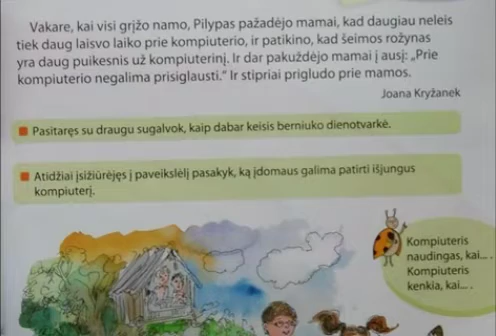 Vakare, kai visi grįžo namo, Pilypas pažadėjo mamai, kad daugiau neleis
tiek daug laisvo laiko prie kompiuterio, ir patikino, kad šeimos rožynas
yra daug puikesnis už kompiuterinį. Ir dar pakuždėjo mamai į ausį: „Prie
kompiuterio negalima prisiglausti.“ Ir stipriai prigludo prie mamos.
Joana Kryžanek
Pasitaręs su draugu sugalvok, kaip dabar keisis berniuko dienotvarkė.
Atidžiai įsižiūrėjęs į paveikslėlį pasakyk, ką įdomaus galima patirti išjungus
kompiuterį.
Kompiuteris
naudingas, kai... .
Kompiuteris
kenkia, kai... .